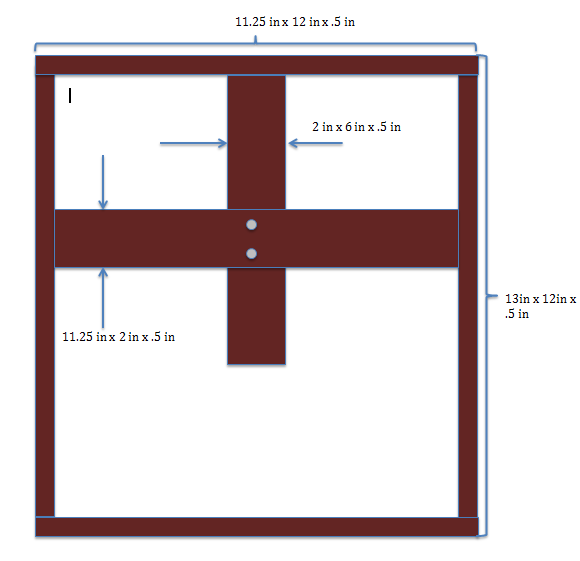 11.25 in x 12 in x .5 in
2 in x 6 in x .5 in
11.25 in x 2 in x .5 in
13in x 12in x
.5 in